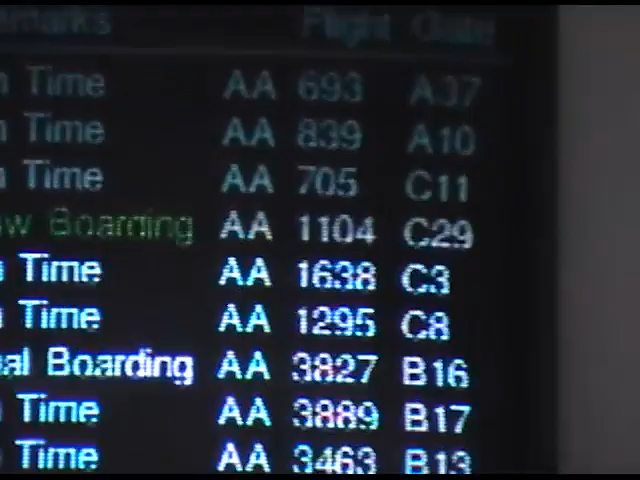 marks Flight Gate
n Time AA 693 A37
n Time AA 839 A10
n Time AA 705 C11
w Boarding AA 1104 C29
n Time AA 1638 C3
n Time AA 1295 C8
al Boarding AA 3827 B16
n Time AA 3889 B17
n Time AA 3463 B13